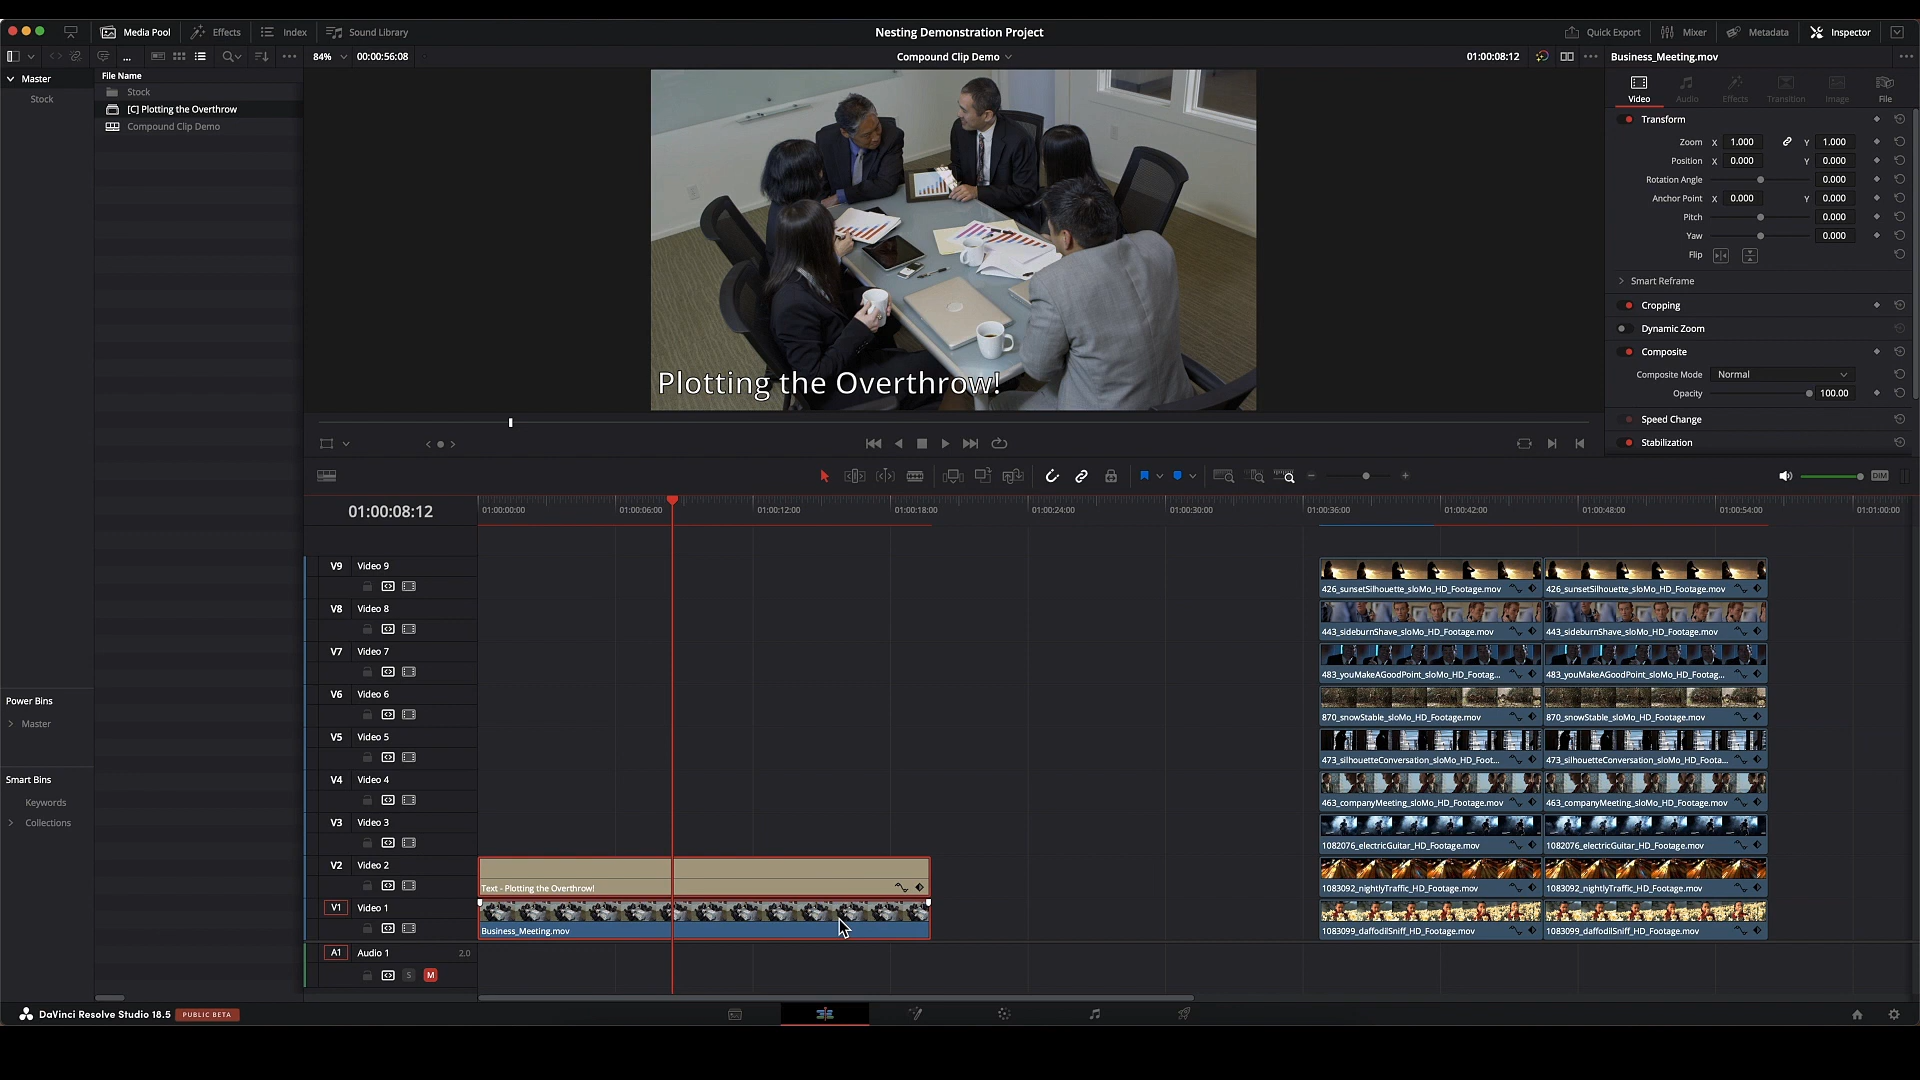 Media Pool
Effects
Index
Sound Library
Nesting Demonstration Project
Quick Export
Mixer
Metadata
Inspector
84%
00:00:56:08
Compound Clip Demo
01:00:08:12
Business_Meeting.mov
Master
Stock
File Name
Stock
[C] Plotting the Overthrow
Compound Clip Demo
Power Bins
Master
Smart Bins
Keywords
Collections
Plotting the Overthrow!
Video
Audio
Effects
Transition
Image
File
Transform
Zoom X 1.000 Y 1.000
Position X 0.000 Y 0.000
Rotation Angle 0.000
Anchor Point X 0.000 Y 0.000
Pitch 0.000
Yaw 0.000
Flip
Smart Reframe
Cropping
Dynamic Zoom
Composite
Composite Mode Normal
Opacity 100.00
Speed Change
Stabilization
DIM
01:00:08:12
01:00:00:00
01:00:06:00
01:00:12:00
01:00:18:00
01:00:24:00
01:00:30:00
01:00:36:00
01:00:42:00
01:00:48:00
01:00:54:00
01:01:00:00
V9 Video 9
426_sunsetSilhouette_sloMo_HD_Footage.mov
426_sunsetSilhouette_sloMo_HD_Footage.mov
V8 Video 8
443_sideburnShave_sloMo_HD_Footage.mov
443_sideburnShave_sloMo_HD_Footage.mov
V7 Video 7
483_youMakeAGoodPoint_sloMo_HD_Footag...
483_youMakeAGoodPoint_sloMo_HD_Footag...
V6 Video 6
870_snowStable_sloMo_HD_Footage.mov
870_snowStable_sloMo_HD_Footage.mov
V5 Video 5
473_silhouetteConversation_sloMo_HD_Foot...
473_silhouetteConversation_sloMo_HD_Foota...
V4 Video 4
463_companyMeeting_sloMo_HD_Footage.mov
463_companyMeeting_sloMo_HD_Footage.mov
V3 Video 3
1082076_electricGuitar_HD_Footage.mov
1082076_electricGuitar_HD_Footage.mov
V2 Video 2
Text - Plotting the Overthrow!
1083092_nightlyTraffic_HD_Footage.mov
1083092_nightlyTraffic_HD_Footage.mov
V1 Video 1
Business_Meeting.mov
1083099_daffodilSniff_HD_Footage.mov
1083099_daffodilSniff_HD_Footage.mov
A1 Audio 1 2.0
S M
DaVinci Resolve Studio 18.5 PUBLIC BETA